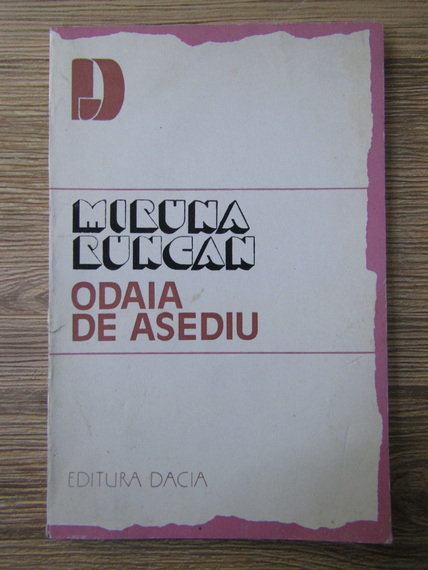 MIRUNA
RUNCAN
ODAIA
DE ASEDIU
EDITURA DACIA